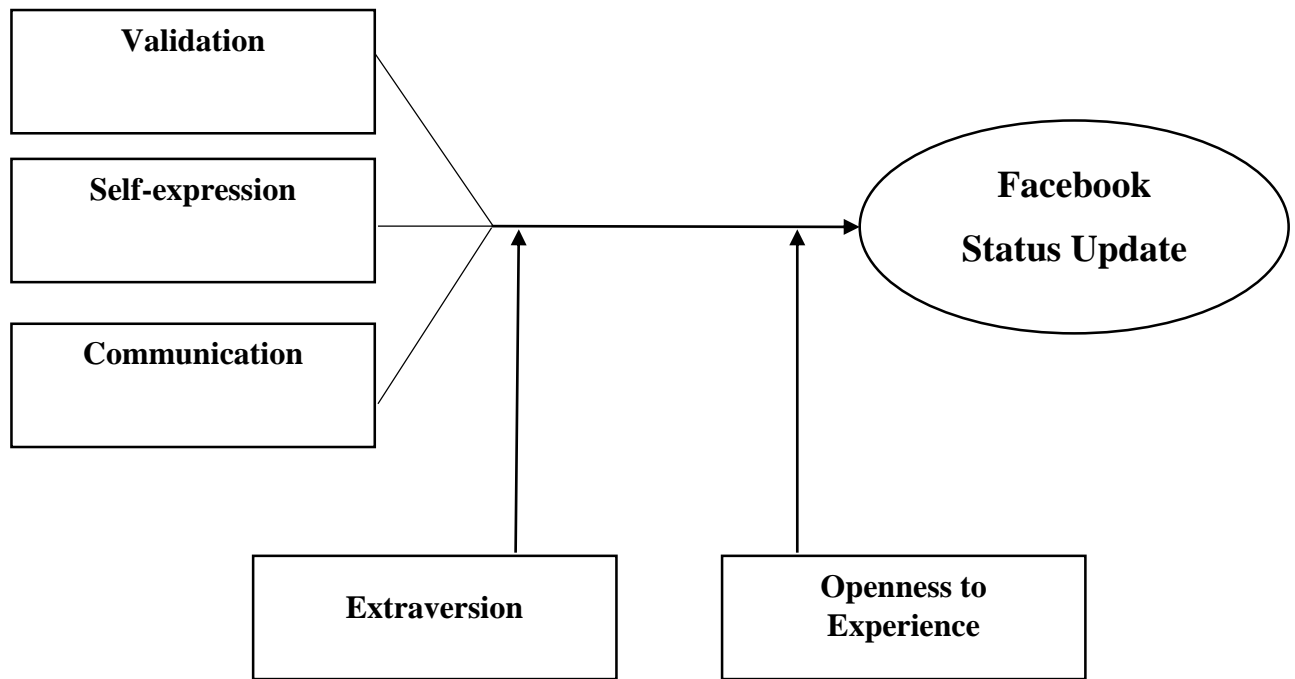 Validation
Self-expression
Communication
Facebook
Status Update
Extraversion
Openness to
Experience